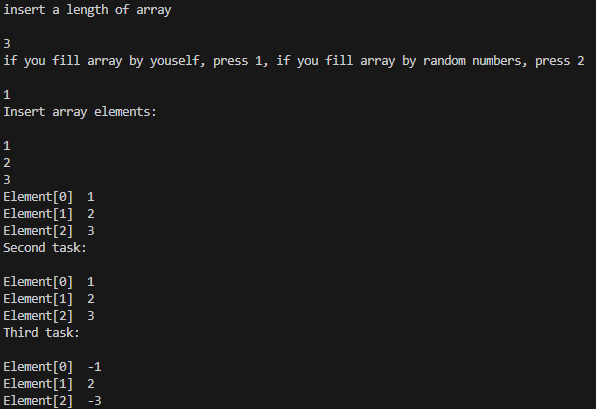 insert a length of array
3
if you fill array by youself, press 1, if you fill array by random numbers, press 2
1
Insert array elements:
1
2
3
Element[0]  1
Element[1]  2
Element[2]  3
Second task:
Element[0]  1
Element[1]  2
Element[2]  3
Third task:
Element[0]  -1
Element[1]  2
Element[2]  -3